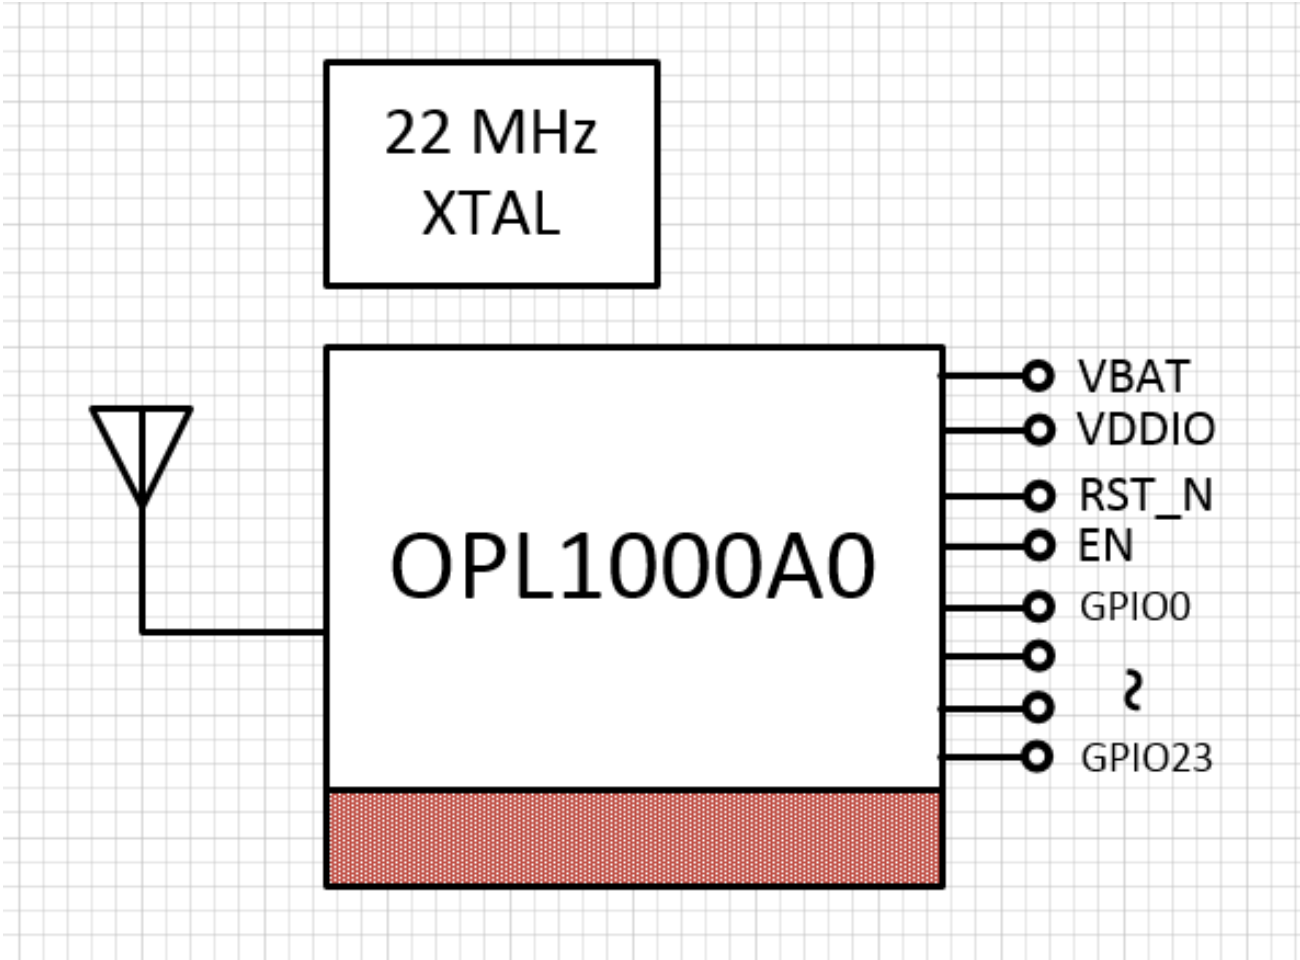 22 MHz
XTAL
OPL1000A0
VBAT
VDDIO
RST_N
EN
GPIO0
~
GPIO23